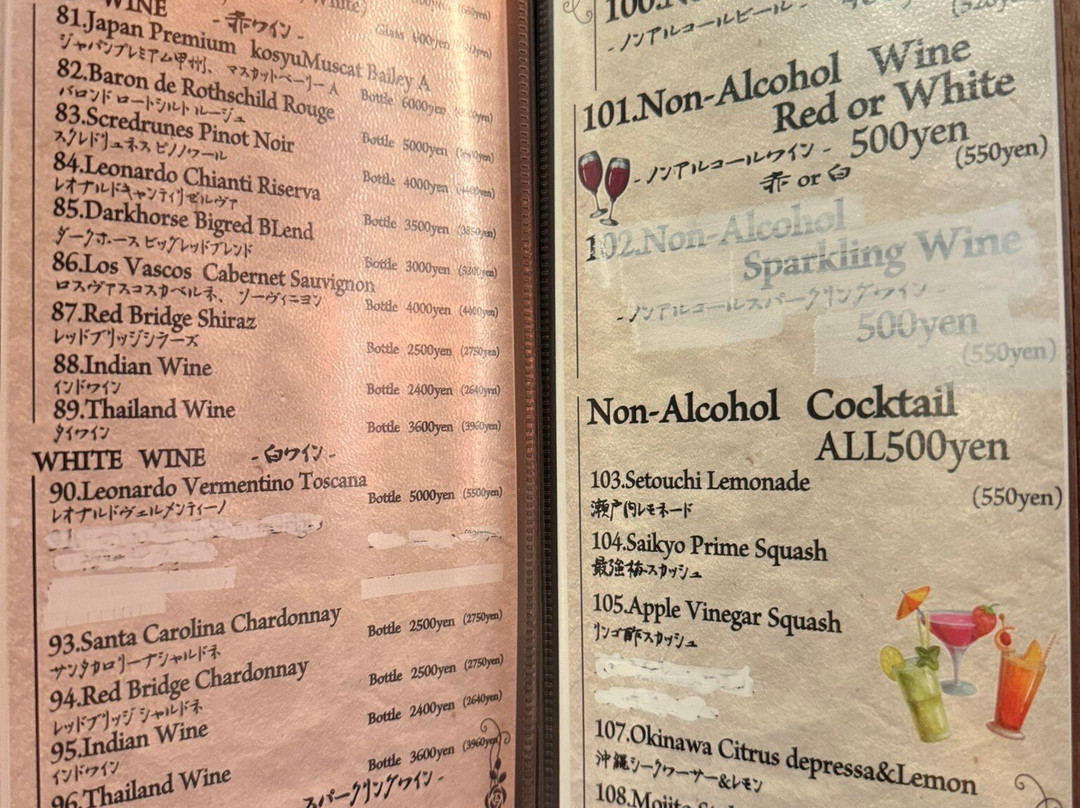 WINE -赤ワイン-
81.Japan Premium kosyuMuscat Bailey A
ジャパンプレミアム甲州、マスカットベーリーA
Bottle 6000yen
82.Baron de Rothschild Rouge
バロンド ロートシルト ルージュ
Bottle 5000yen
83.Scredrunes Pinot Noir
スクレドリュネス ピノノワール
Bottle 4000yen (4400yen)
84.Leonardo Chianti Riserva
レオナルドキャンティリゼルヴァ
Bottle 3500yen (3850yen)
85.Darkhorse Bigred BLend
ダークホース ビッグレッドブレンド
Bottle 3000yen (3300yen)
86.Los Vascos Cabernet Sauvignon
ロスヴァスコスカベルネ、ソーヴィニヨン
Bottle 4000yen (4400yen)
87.Red Bridge Shiraz
レッドブリッジシラーズ
Bottle 2500yen (2750yen)
88.Indian Wine
インドワイン
Bottle 2400yen (2640yen)
89.Thailand Wine
タイワイン
Bottle 3600yen (3960yen)
WHITE WINE -白ワイン-
90.Leonardo Vermentino Toscana
レオナルドヴェルメンティーノ
Bottle 5000yen (5500yen)
93.Santa Carolina Chardonnay
サンタカロリーナシャルドネ
Bottle 2500yen (2750yen)
94.Red Bridge Chardonnay
レッドブリッジ シャルドネ
Bottle 2500yen (2750yen)
95.Indian Wine
インドワイン
Bottle 2400yen (2640yen)
96.Thailand Wine
Bottle 3600yen (3960yen)
スパークリングワイン-
-ノンアルコールビール-
101.Non-Alcohol Wine
Red or White
-ノンアルコールワイン- 500yen
赤 or 白 (550yen)
102.Non-Alcohol
Sparkling Wine
-ノンアルコールスパークリングワイン-
500yen
(550yen)
Non-Alcohol Cocktail
ALL500yen
(550yen)
103.Setouchi Lemonade
瀬戸内レモネード
104.Saikyo Prime Squash
最強梅スカッシュ
105.Apple Vinegar Squash
リンゴ酢スカッシュ
107.Okinawa Citrus depressa&Lemon
沖縄シークワーサー&レモン
108.Mojito